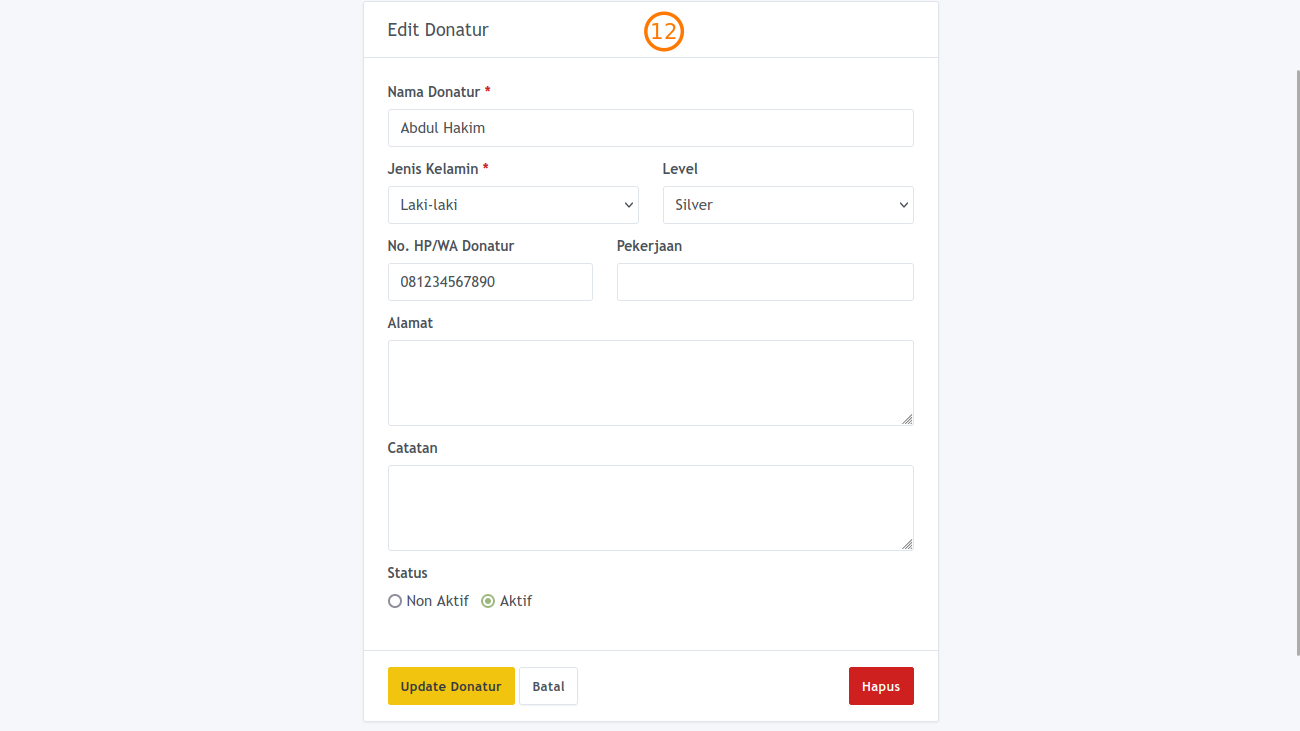 Edit Donatur 12
Nama Donatur *
Abdul Hakim
Jenis Kelamin * Level
Laki-laki Silver
No. HP/WA Donatur Pekerjaan
081234567890
Alamat
Catatan
Status
Non Aktif Aktif
Update Donatur Batal Hapus